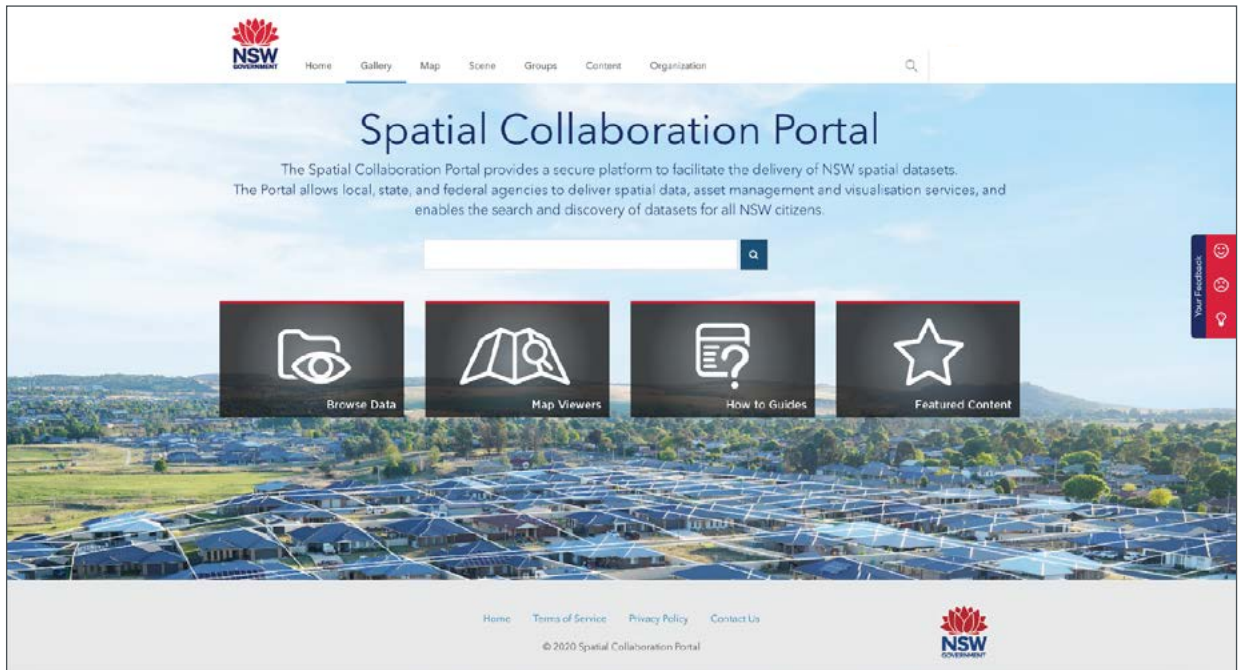 NSW
GOVERNMENT
Home Gallery Map Scene Groups Content Organization
Spatial Collaboration Portal
The Spatial Collaboration Portal provides a secure platform to facilitate the delivery of NSW spatial datasets.
The Portal allows local, state, and federal agencies to deliver spatial data, asset management and visualisation services, and
enables the search and discovery of datasets for all NSW citizens.
Your Feedback
Browse Data
Map Viewers
How to Guides
Featured Content
Home Terms of Service Privacy Policy Contact Us
© 2020 Spatial Collaboration Portal
NSW
GOVERNMENT